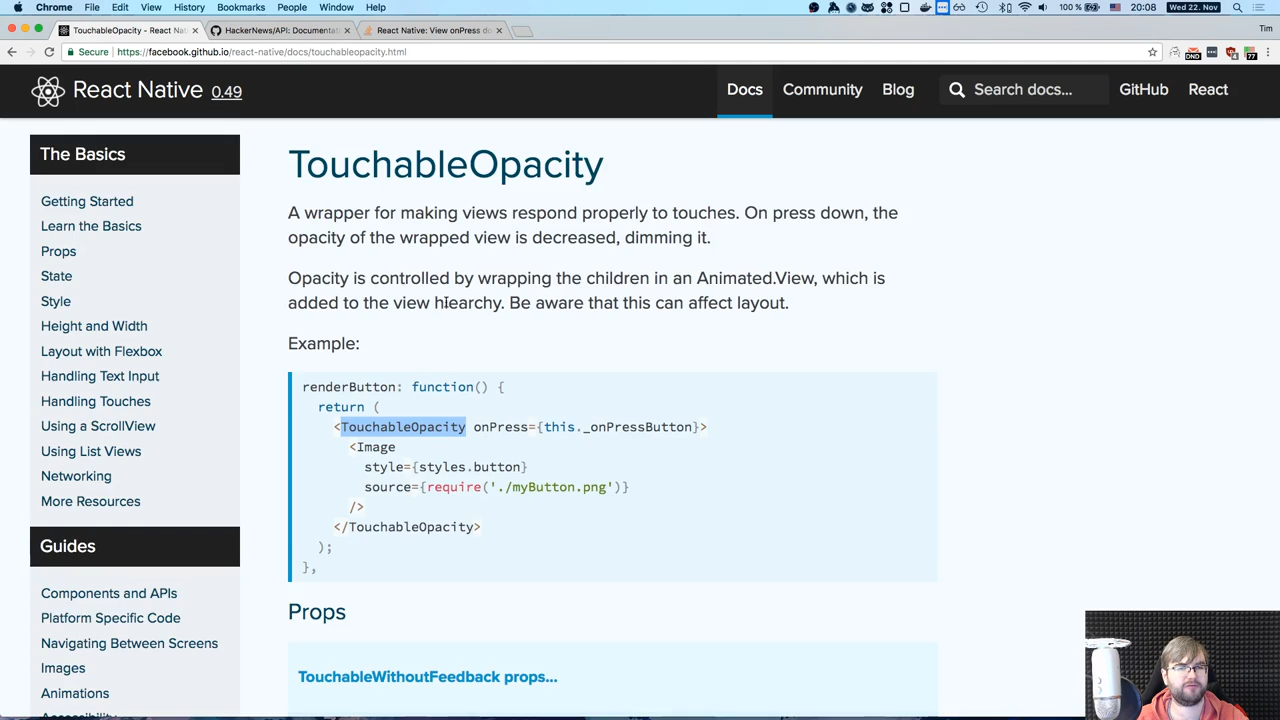 Chrome File Edit View History Bookmarks People Window Help 100 % 20:08 Wed 22. Nov
TouchableOpacity - React Na
HackerNews/API: Documentat
React Native: View onPress do
Tim
Secure https://facebook.github.io/react-native/docs/touchableopacity.html
DND
77
React Native 0.49 Docs Community Blog Search docs... GitHub React
The Basics
Getting Started
Learn the Basics
Props
State
Style
Height and Width
Layout with Flexbox
Handling Text Input
Handling Touches
Using a ScrollView
Using List Views
Networking
More Resources
Guides
Components and APIs
Platform Specific Code
Navigating Between Screens
Images
Animations
Accessibility
TouchableOpacity
A wrapper for making views respond properly to touches. On press down, the
opacity of the wrapped view is decreased, dimming it.
Opacity is controlled by wrapping the children in an Animated.View, which is
added to the view hiearchy. Be aware that this can affect layout.
Example:
renderButton: function() {
return (
<TouchableOpacity onPress={this._onPressButton}>
<Image
style={styles.button}
source={require('./myButton.png')}
/>
</TouchableOpacity>
);
},
Props
TouchableWithoutFeedback props...